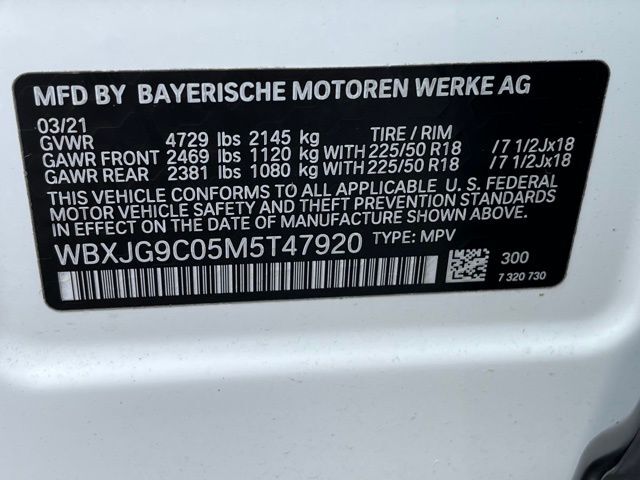 MFD BY BAYERISCHE MOTOREN WERKE AG
03/21
GVWR 4729 lbs 2145 kg TIRE / RIM
GAWR FRONT 2469 lbs 1120 kg WITH 225/50 R18 /7 1/2Jx18
GAWR REAR 2381 lbs 1080 kg WITH 225/50 R18 /7 1/2Jx18
THIS VEHICLE CONFORMS TO ALL APPLICABLE U. S. FEDERAL
MOTOR VEHICLE SAFETY AND THEFT PREVENTION STANDARDS
IN EFFECT ON THE DATE OF MANUFACTURE SHOWN ABOVE
WBXJG9C05M5T47920 TYPE: MPV
300
7 320 730